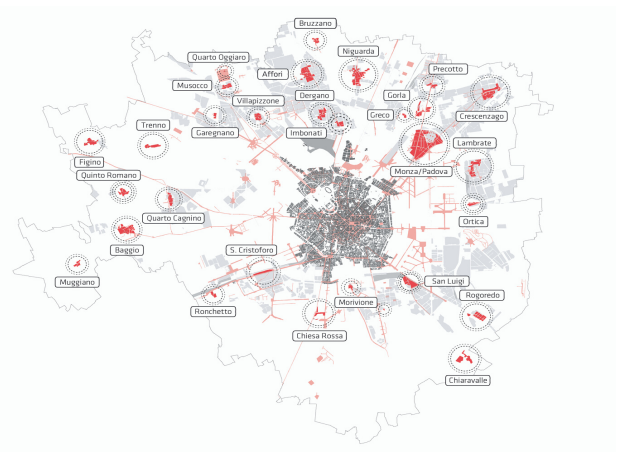 Bruzzano
Niguarda
Quarto Oggiaro
Affori
Precotto
Musocco
Dergano
Gorla
Villapizzone
Crescenzago
Greco
Trenno
Garegnano
Imbonati
Lambrate
Figino
Monza/Padova
Quinto Romano
Quarto Cagnino
Ortica
Baggio
S. Cristoforo
Muggiano
San Luigi
Rogoredo
Ronchetto
Morivione
Chiesa Rossa
Chiaravalle